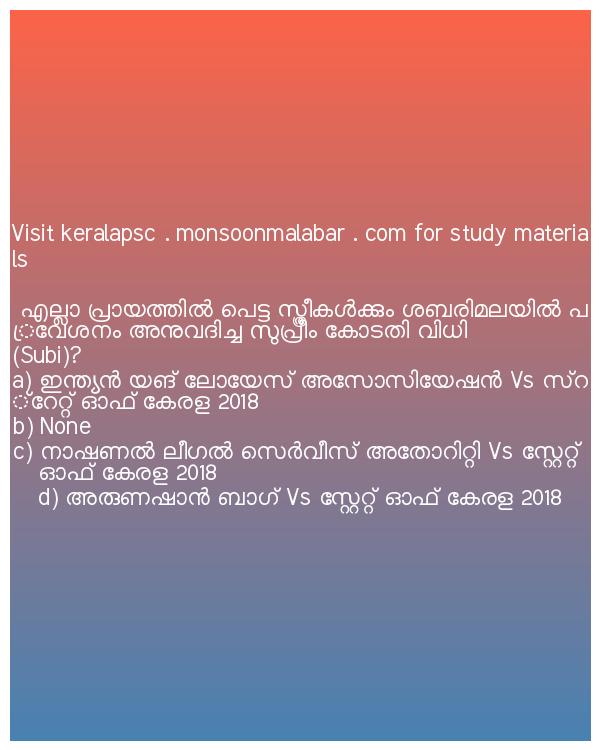 Visit keralapsc . monsoonmalabar . com for study materia
ls
എല്ലാ പ്രായത്തിൽ പെട്ട സ്ത്രീകൾക്കും ശബരിമലയിൽ പ
്രവേശനം അനുവദിച്ച സുപ്രീം കോടതി വിധി
(Subi)?
a) ഇന്ത്യൻ യങ് ലോയേസ് അസോസിയേഷൻ Vs സ്റ
്റേറ്റ് ഓഫ് കേരള 2018
b) None
c) നാഷണൽ ലീഗൽ സെർവീസ് അതോറിറ്റി Vs സ്റ്റേറ്റ്
ഓഫ് കേരള 2018
d) അരുണഷാൻ ബാഗ് Vs സ്റ്റേറ്റ് ഓഫ് കേരള 2018